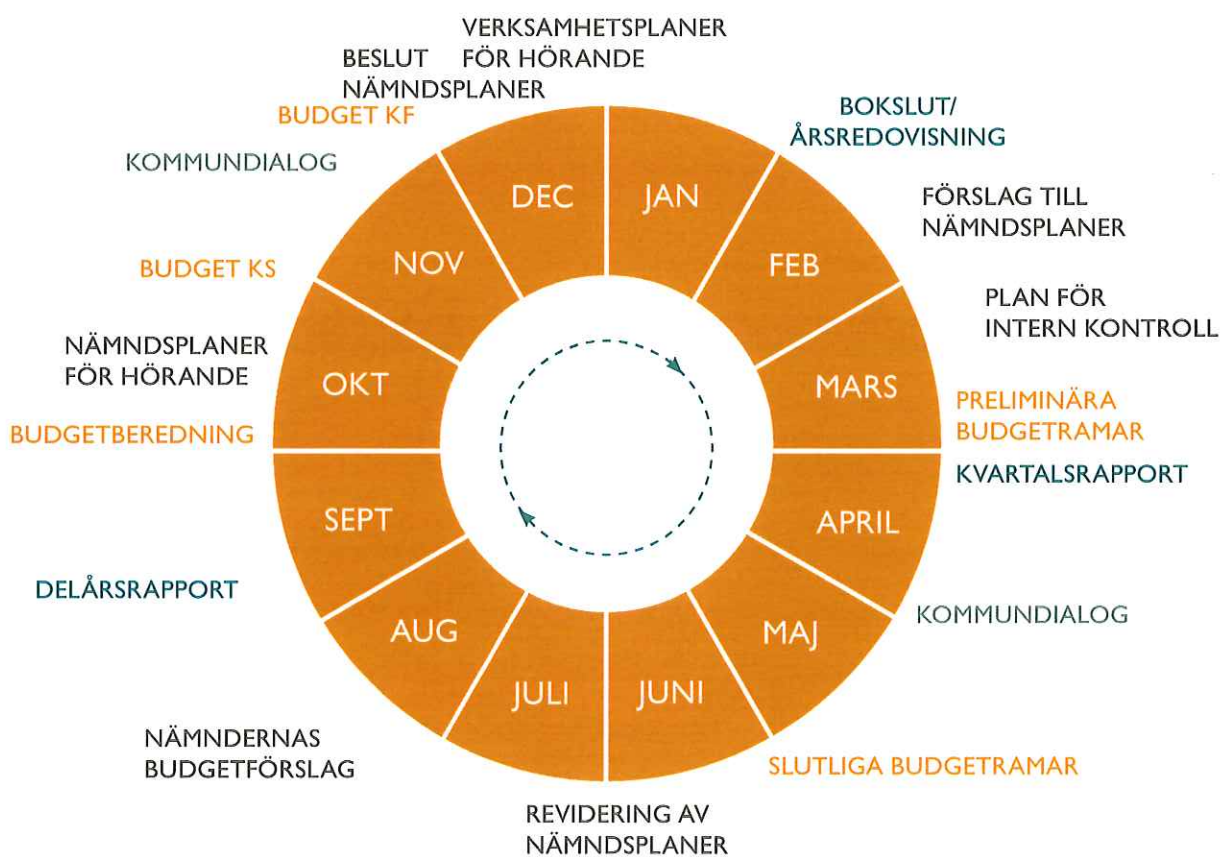 VERKSAMHETSPLANER
FÖR HÖRANDE
BESLUT
NÄMNDSPLANER
BUDGET KF
KOMMUNDIALOG
BUDGET KS
NÄMNDSPLANER
FÖR HÖRANDE
BUDGETBEREDNING
DELÅRSRAPPORT
NÄMNDERNAS
BUDGETFÖRSLAG
REVIDERING AV
NÄMNDSPLANER
SLUTLIGA BUDGETRAMAR
KOMMUNDIALOG
KVARTALSRAPPORT
PRELIMINÄRA
BUDGETRAMAR
PLAN FÖR
INTERN KONTROLL
FÖRSLAG TILL
NÄMNDSPLANER
BOKSLUT/
ÅRSREDOVISNING
JAN
FEB
MARS
APRIL
MAJ
JUNI
JULI
AUG
SEPT
OKT
NOV
DEC